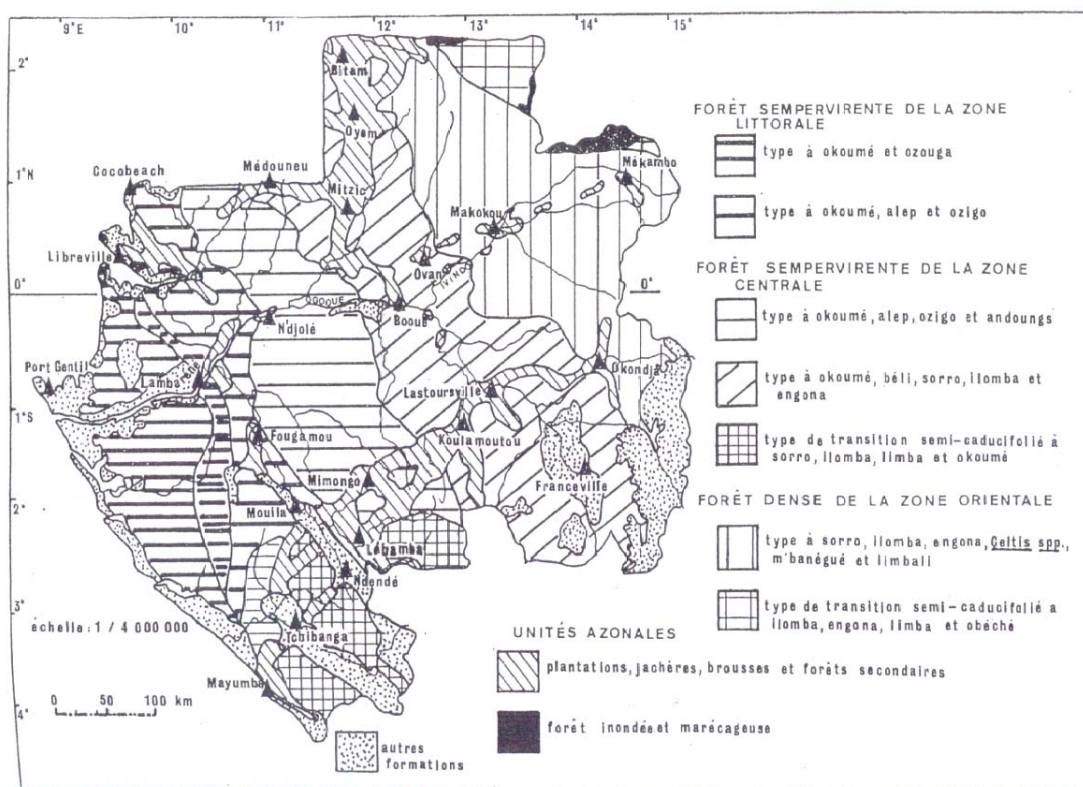 9°E 10° 11° 12° 13° 14° 15°
2°
Bitam
Oyem
1°N
Cocobeach
Médouneu
Mitzic
Mékambo
Makokou
Libreville
Ovan
IVINDO
0°
0°
OGOOUE
Booué
N'djolé
Port Gentil
Lambaréné
Okondja
Lastoursville
1°S
Fougamou
Koulamoutou
Mimongo
Franceville
2°
Mouila
Lébamba
Ndendé
3°
Tchibanga
échelle: 1 / 4 000 000
Mayumba
0 50 100 km
4°
FORÊT SEMPERVIRENTE DE LA ZONE
LITTORALE
type à okoumé et ozouga
type à okoumé, alep et ozigo
FORÊT SEMPERVIRENTE DE LA ZONE
CENTRALE
type à okoumé, alep, ozigo et andoungs
type à okoumé, béli, sorro, ilomba et
engona
type de transition semi-caducifolié à
sorro, ilomba, limba et okoumé
FORÊT DENSE DE LA ZONE ORIENTALE
type à sorro, ilomba, engona, Celtis spp.,
m'banégué et limbali
type de transition semi-caducifolié a
ilomba, engona, limba et obéché
UNITÉS AZONALES
plantations, jachères, brousses et forêts secondaires
forêt inondée et marécageuse
autres
formations